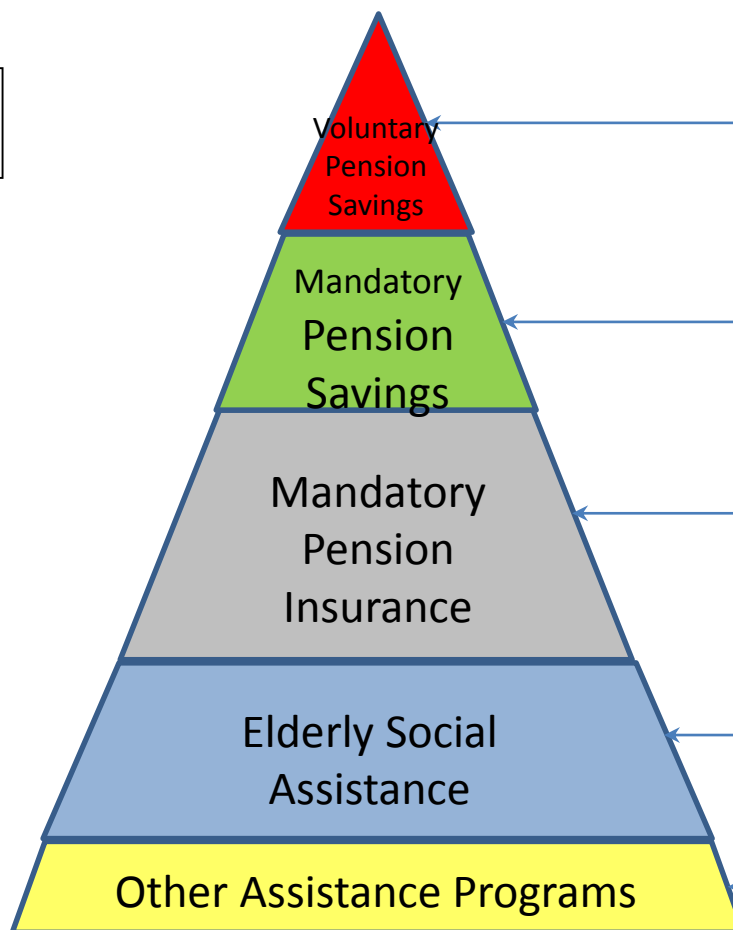 Voluntary
Pension
Savings
Mandatory
Pension
Savings
Mandatory
Pension
Insurance
Elderly Social
Assistance
Other Assistance Programs